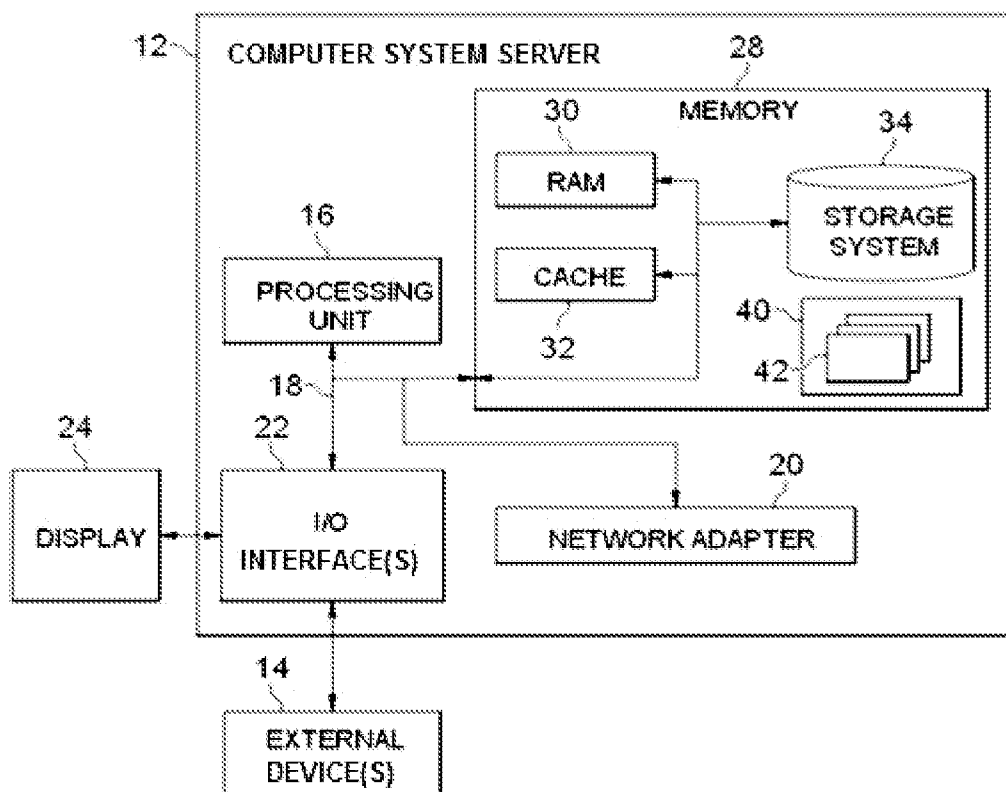 12
COMPUTER SYSTEM SERVER
28
MEMORY
30
RAM
34
STORAGE
SYSTEM
16
PROCESSING
UNIT
CACHE
32
40
42
18
24
22
20
DISPLAY
I/O
INTERFACE(S)
NETWORK ADAPTER
14
EXTERNAL
DEVICE(S)